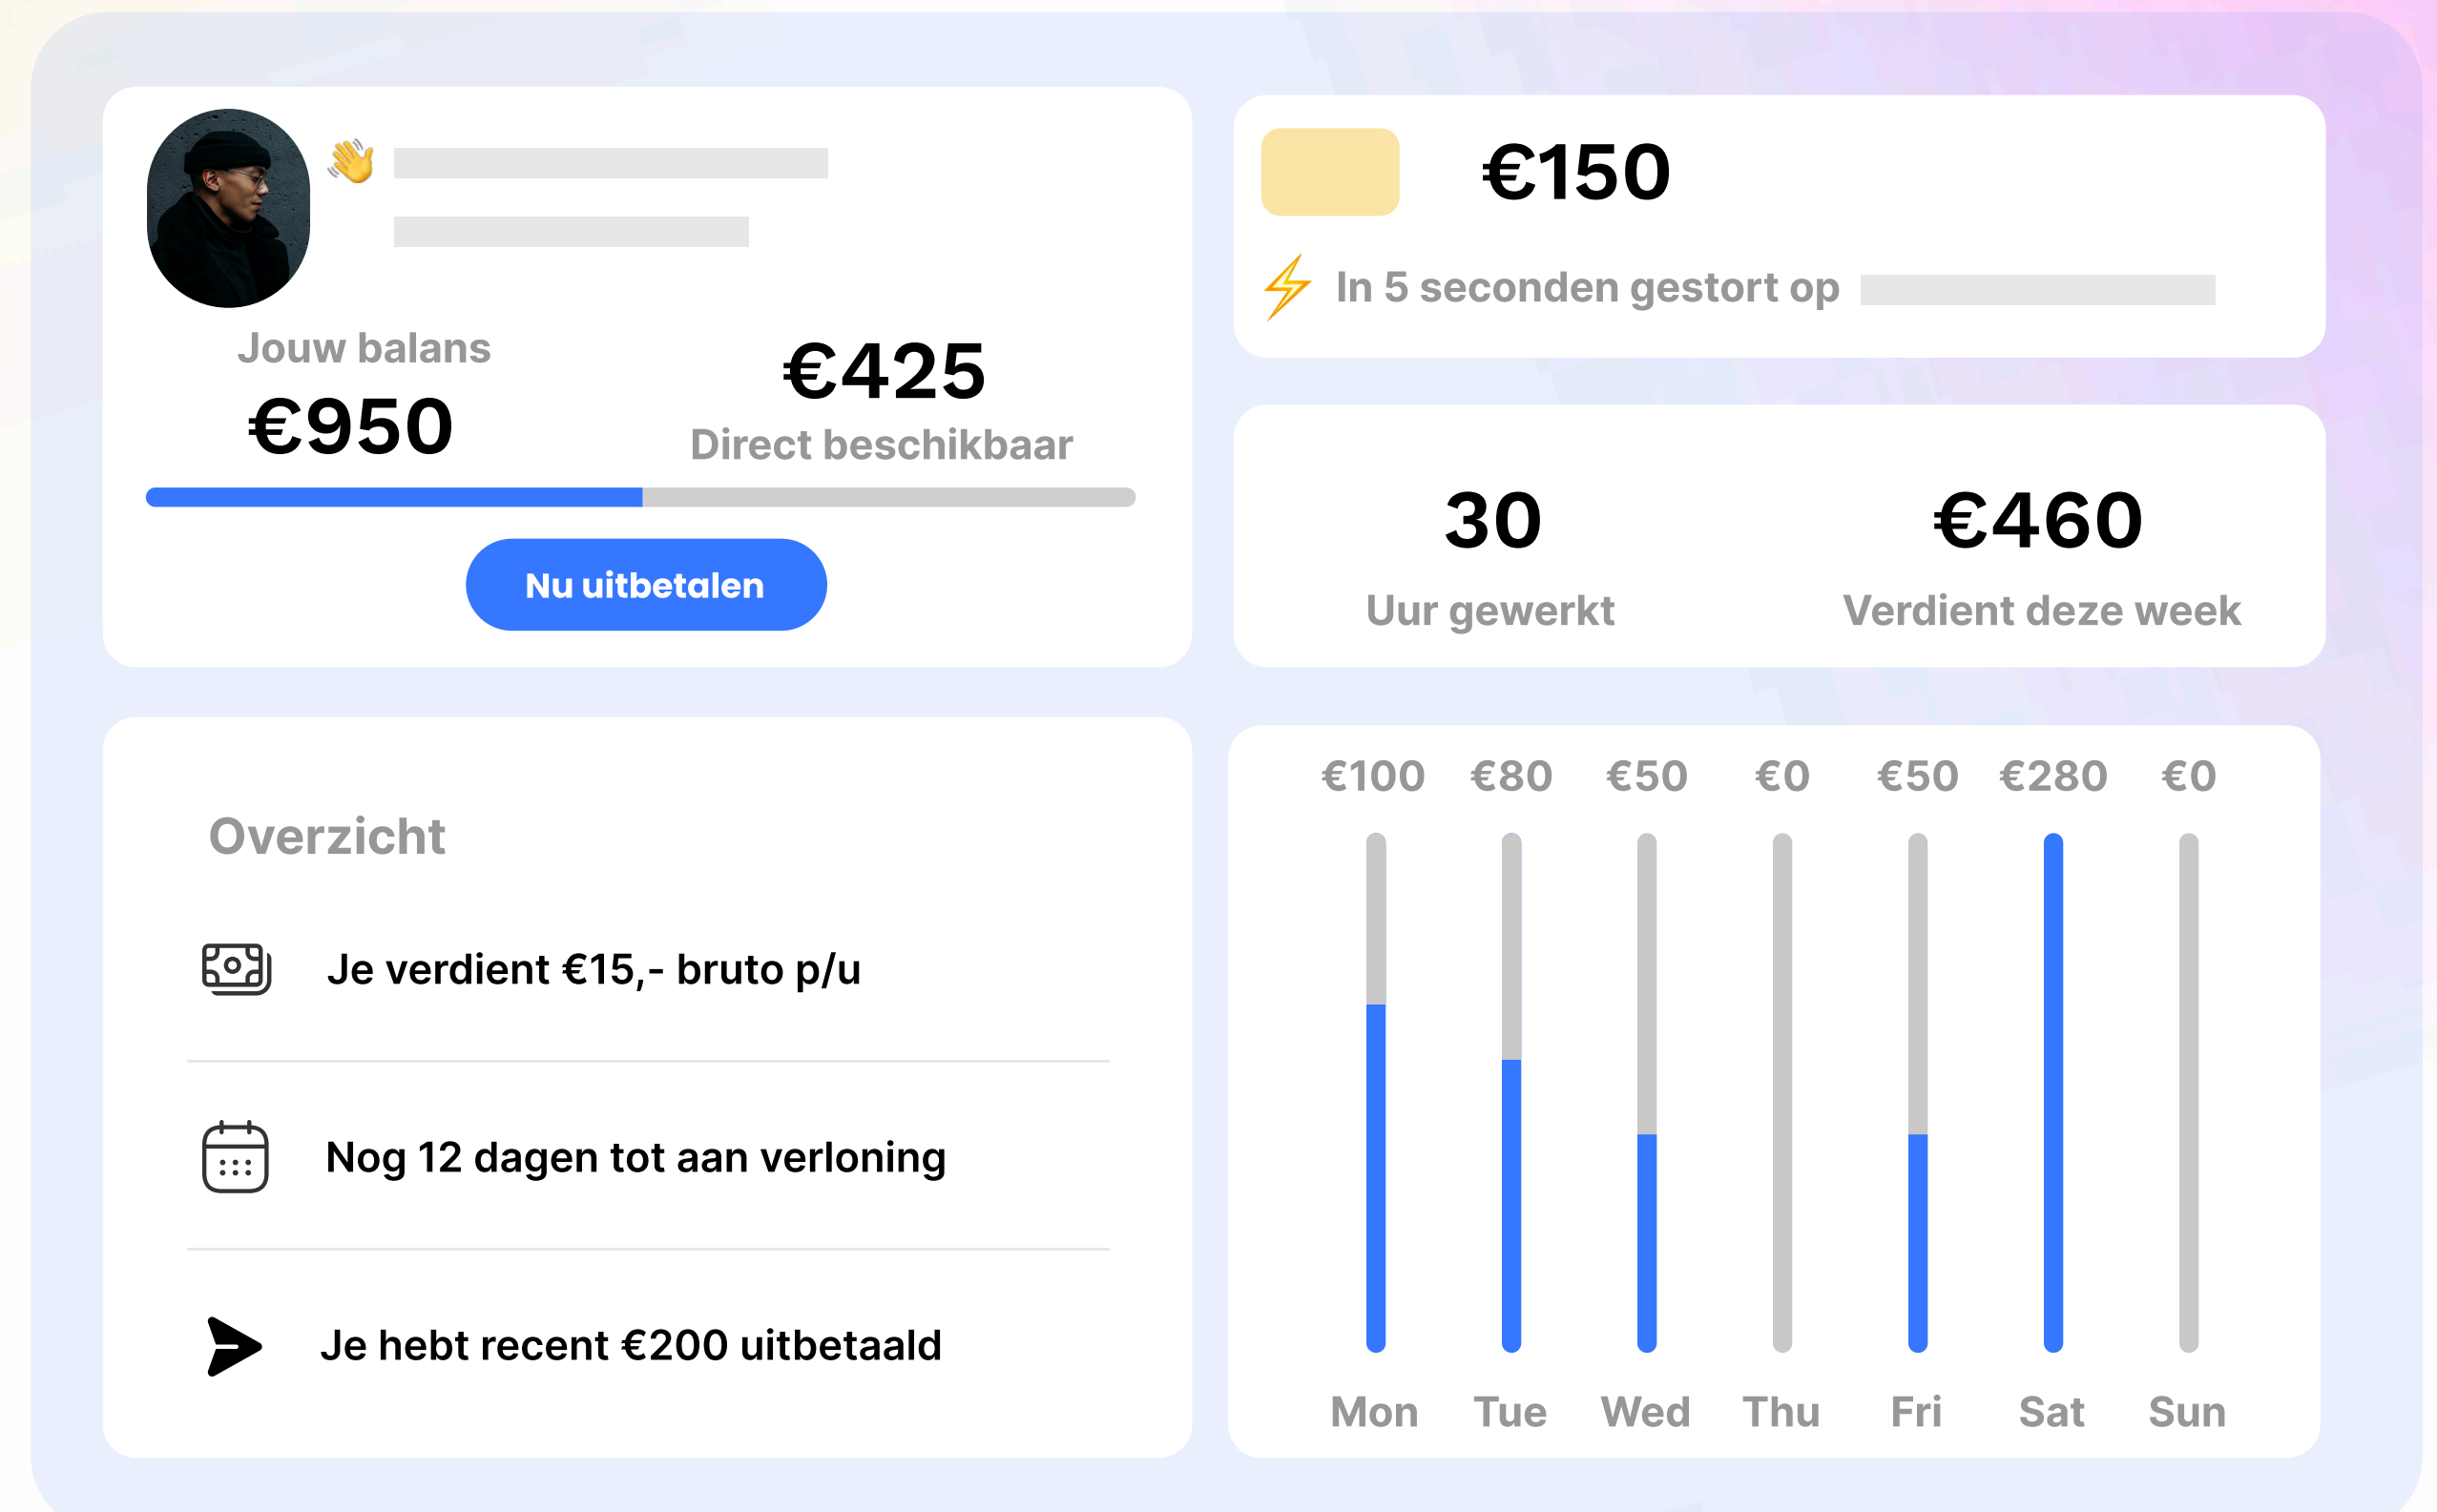 Jouw balans
€950
€425
Direct beschikbaar
Nu uitbetalen
€150
In 5 seconden gestort op
30
Uur gewerkt
€460
Verdient deze week
Overzicht
Je verdient €15,- bruto p/u
Nog 12 dagen tot aan verloning
Je hebt recent €200 uitbetaald
€100 €80 €50 €0 €50 €280 €0
Mon Tue Wed Thu Fri Sat Sun